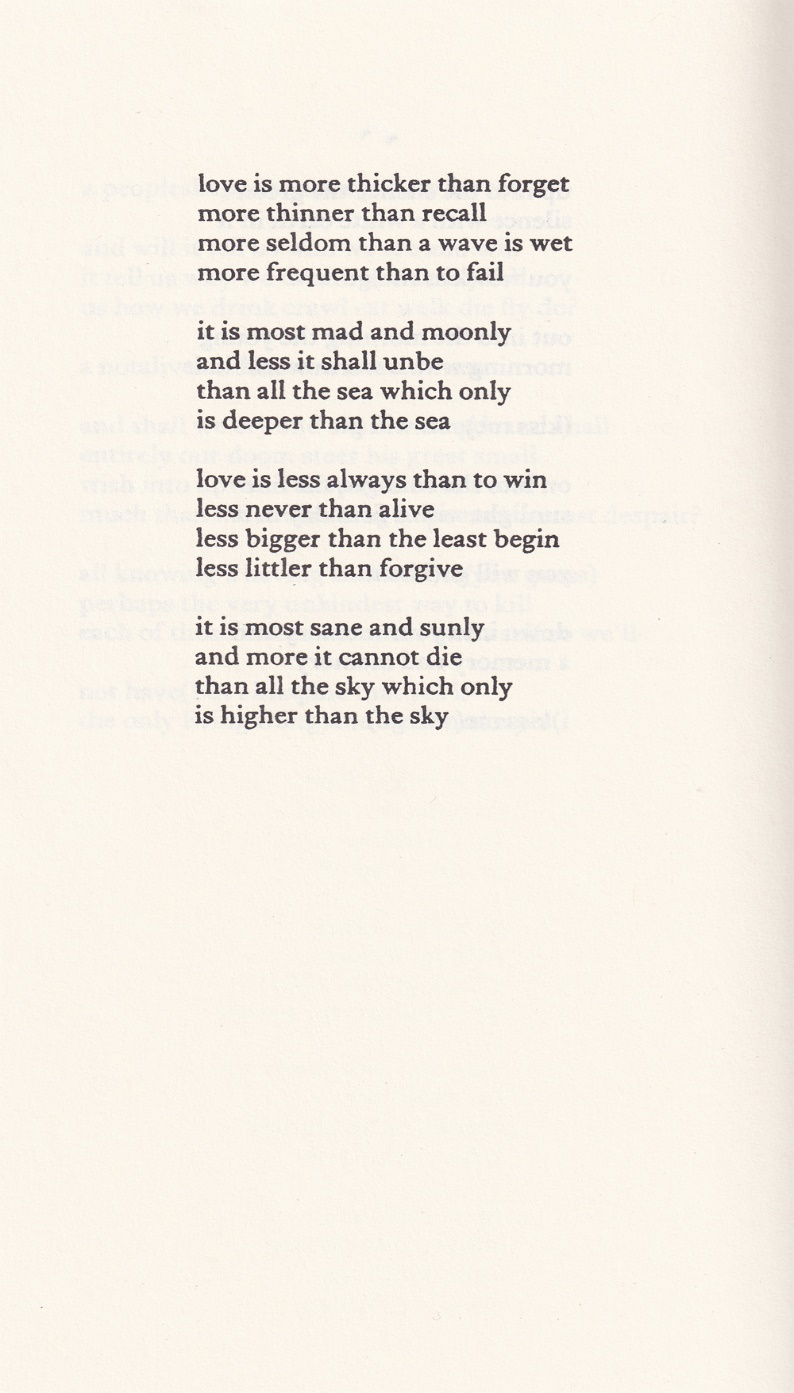 love is more thicker than forget
more thinner than recall
more seldom than a wave is wet
more frequent than to fail

it is most mad and moonly
and less it shall unbe
than all the sea which only
is deeper than the sea

love is less always than to win
less never than alive
less bigger than the least begin
less littler than forgive

it is most sane and sunly
and more it cannot die
than all the sky which only
is higher than the sky